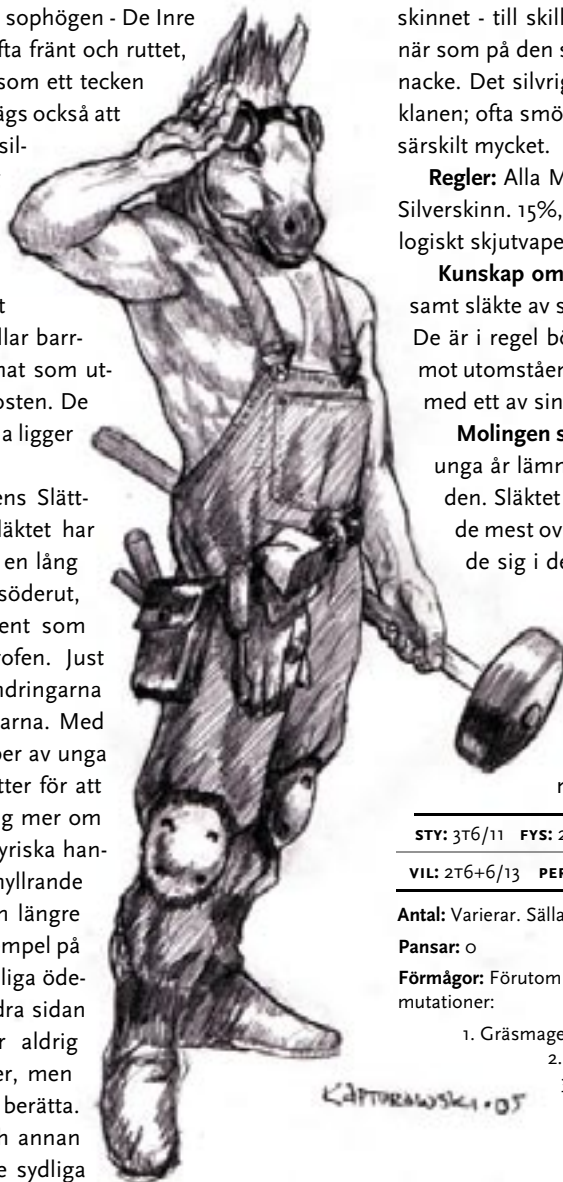 sophögen - De Inre
fta fränt och ruttet,
som ett tecken
ägs också att
sil-
t
llar barr-
nat som ut-
osten. De
a ligger
ens Slätt-
läktet har
en lång
söderut,
ent som
rofen. Just
ndringarna
arna. Med
per av unga
tter för att
g mer om
yriska han-
nyllrande
n längre
mpel på
liga öde-
dra sidan
r aldrig
er, men
berätta.
n annan
e sydliga
skinnet - till skill
när som på den s
nacke. Det silvrig
klanen; ofta smö
särskilt mycket.
Regler: Alla M
Silverskinn. 15%,
logiskt skjutvape
Kunskap om
samt släkte av s
De är i regel bö
mot utomståer
med ett av sin
Molingen s
unga år lämn
den. Släktet
de mest ov
de sig i de
r
STY: 3T6/11 FYS: 2
VIL: 2T6+6/13 PER
Antal: Varierar. Sälla
Pansar: 0
Förmågor: Förutom
mutationer:
1. Gräsmage
2.
KAPTUROWSKI·05